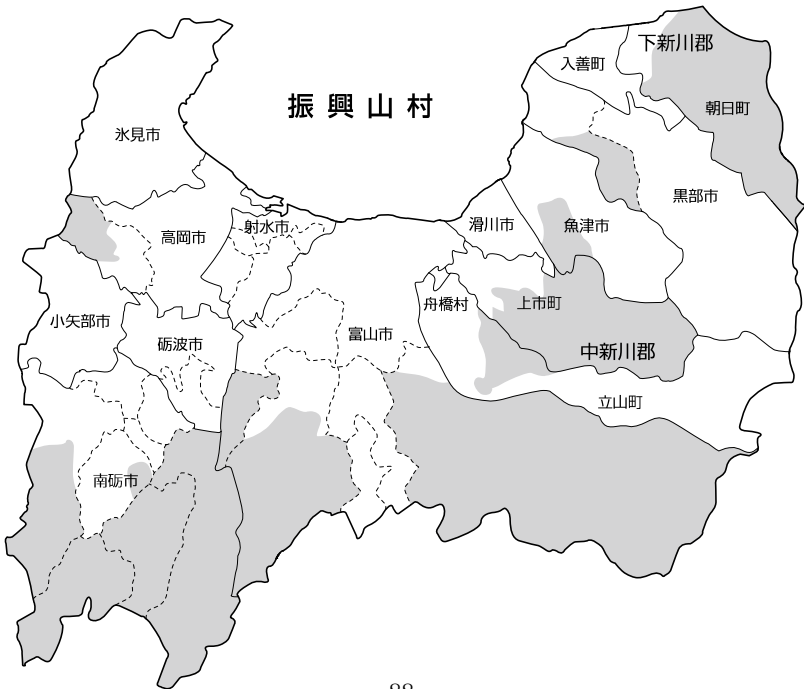 下新川郡
入善町
振興山村
朝日町
氷見市
黒部市
射水市
滑川市
魚津市
高岡市
舟橋村
上市町
小矢部市
富山市
砺波市
中新川郡
立山町
南砺市